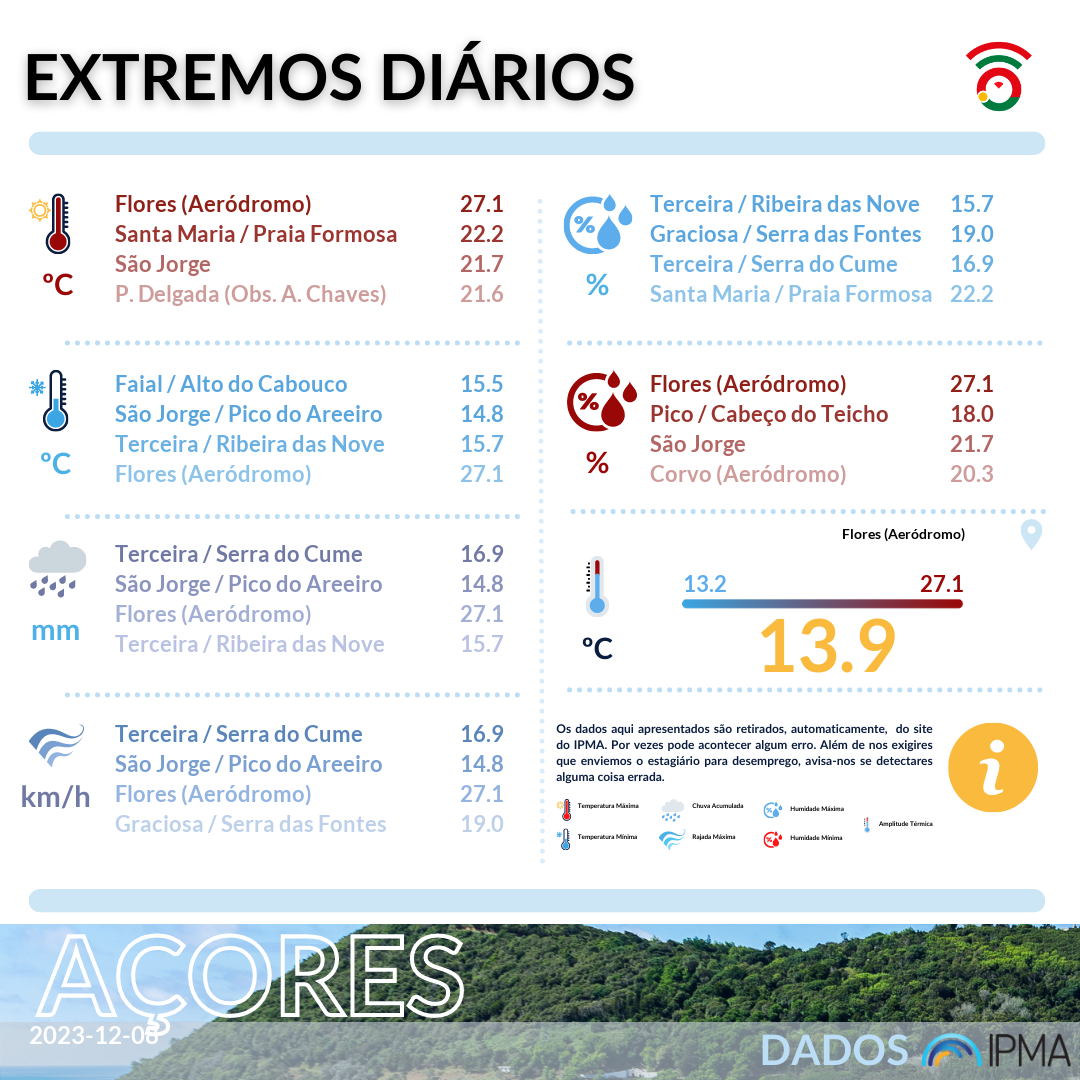 EXTREMOS DIÁRIOS
Flores (Aeródromo) 27.1
Santa Maria / Praia Formosa 22.2
São Jorge 21.7
P. Delgada (Obs. A. Chaves) 21.6
ºC
Faial / Alto do Cabouco 15.5
São Jorge / Pico do Areeiro 14.8
Terceira / Ribeira das Nove 15.7
Flores (Aeródromo) 27.1
ºC
Terceira / Serra do Cume 16.9
São Jorge / Pico do Areeiro 14.8
Flores (Aeródromo) 27.1
Terceira / Ribeira das Nove 15.7
mm
Terceira / Serra do Cume 16.9
São Jorge / Pico do Areeiro 14.8
Flores (Aeródromo) 27.1
Graciosa / Serra das Fontes 19.0
km/h
%
Terceira / Ribeira das Nove 15.7
Graciosa / Serra das Fontes 19.0
Terceira / Serra do Cume 16.9
Santa Maria / Praia Formosa 22.2
%
%
Flores (Aeródromo) 27.1
Pico / Cabeço do Teicho 18.0
São Jorge 21.7
Corvo (Aeródromo) 20.3
%
Flores (Aeródromo)
13.2 27.1
13.9
ºC
Os dados aqui apresentados são retirados, automaticamente, do site
do IPMA. Por vezes pode acontecer algum erro. Além de nos exigires
que enviemos o estagiário para desemprego, avisa-nos se detectares
alguma coisa errada.
i
Temperatura Máxima Chuva Acumulada Humidade Máxima
Amplitude Térmica
Temperatura Mínima Rajada Máxima Humidade Mínima
AÇORES
2023-12-08
DADOS IPMA